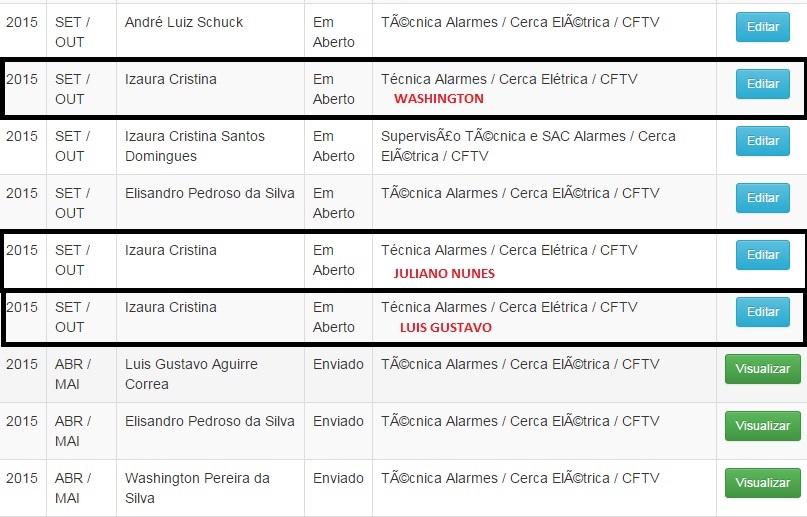 2015 SET / André Luiz Schuck Em TÃ©cnica Alarmes / Cerca ElÃ©trica / CFTV Editar
OUT Aberto
2015 SET / Izaura Cristina Em Técnica Alarmes / Cerca Elétrica / CFTV Editar
OUT Aberto WASHINGTON
2015 SET / Izaura Cristina Santos Em SupervisÃ£o TÃ©cnica e SAC Alarmes / Cerca Editar
OUT Domingues Aberto ElÃ©trica / CFTV
2015 SET / Elisandro Pedroso da Silva Em TÃ©cnica Alarmes / Cerca ElÃ©trica / CFTV Editar
OUT Aberto
2015 SET / Izaura Cristina Em Técnica Alarmes / Cerca Elétrica / CFTV Editar
OUT Aberto JULIANO NUNES
2015 SET / Izaura Cristina Em Técnica Alarmes / Cerca Elétrica / CFTV Editar
OUT Aberto LUIS GUSTAVO
2015 ABR / Luis Gustavo Aguirre Enviado TÃ©cnica Alarmes / Cerca ElÃ©trica / CFTV Visualizar
MAI Correa
2015 ABR / Elisandro Pedroso da Silva Enviado TÃ©cnica Alarmes / Cerca ElÃ©trica / CFTV Visualizar
MAI
2015 ABR / Washington Pereira da Enviado TÃ©cnica Alarmes / Cerca ElÃ©trica / CFTV Visualizar
MAI Silva